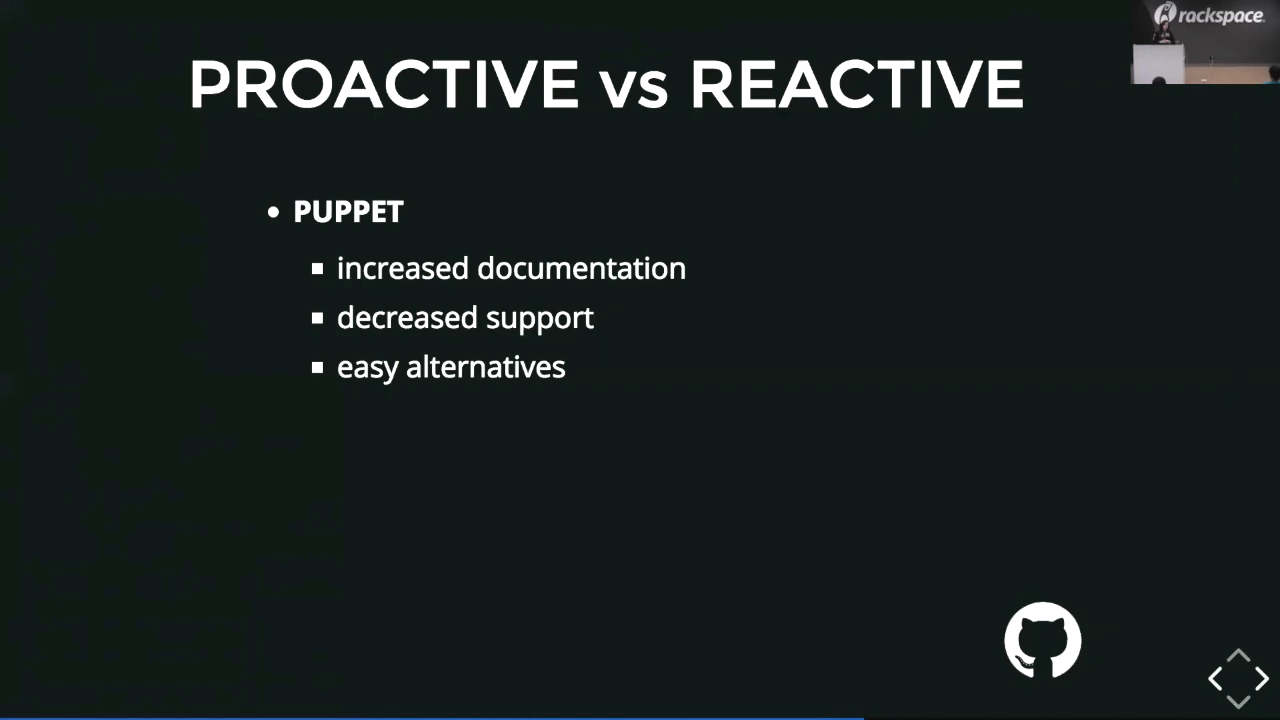 rackspace
PROACTIVE vs REACTIVE
PUPPET
increased documentation
decreased support
easy alternatives